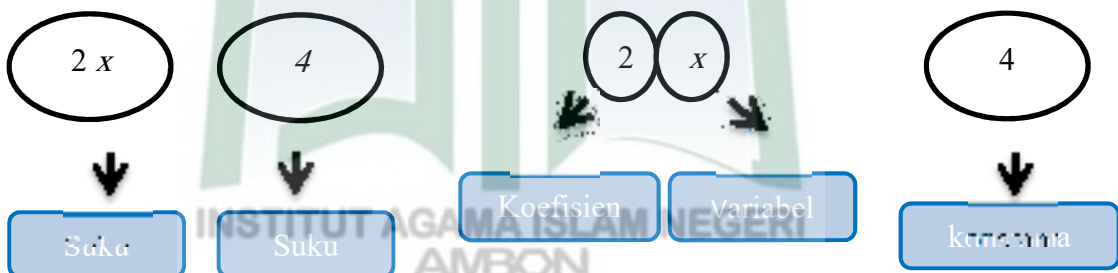 2 x 4 2 x 4
Koefisien Variabel
Suku Suku
INSTITUT AGAMA ISLAM NEGERI
AMBON